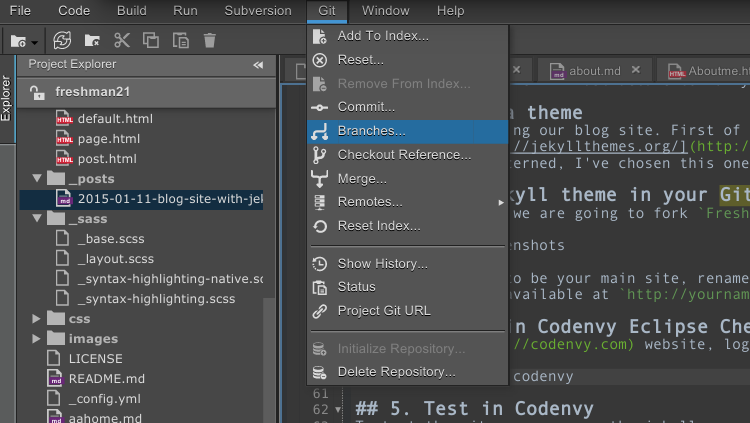 File Code Build Run Subversion Git Window Help
Project Explorer
Explorer
freshman21
default.html
page.html
post.html
_posts
2015-01-11-blog-site-with-jek
_sass
_base.scss
_layout.scss
_syntax-highlighting-native.sc
_syntax-highlighting.scss
css
images
LICENSE
README.md
_config.yml
aahome.md
Add To Index...
Reset...
Remove From Index...
Commit...
Branches...
Checkout Reference...
Merge...
Remotes...
Reset Index...
Show History...
Status
Project Git URL
Initialize Repository...
Delete Repository...
about.md
Aboutme.h
a theme
ng our blog site. First of
//jekyllthemes.org/](http:/
erned, I've chosen this one
kyll theme in your Git
we are going to fork `Fresh
enshots
o be your main site, rename
available at `http://yournam
in Codenvy Eclipse Che
//codenvy.com) website, log
codenvy
61
62 ## 5. Test in Codenvy